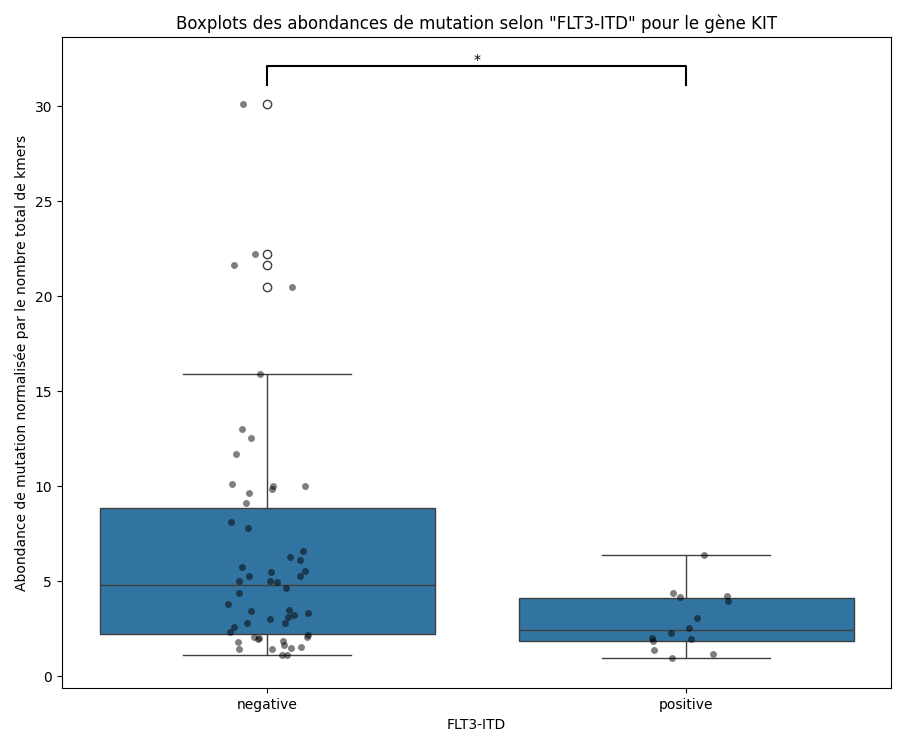 Boxplots des abondances de mutation selon "FLT3-ITD" pour le gène KIT
*
Abondance de mutation normalisée par le nombre total de kmers
30
25
20
15
10
5
0
negative
positive
FLT3-ITD